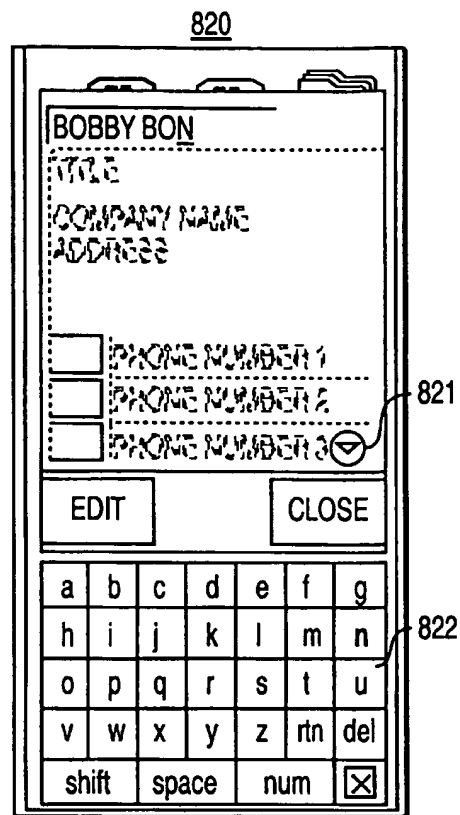 820
BOBBY BON
TITLE
COMPANY NAME
ADDRESS
PHONE NUMBER 1
PHONE NUMBER 2
821
PHONE NUMBER 3
EDIT CLOSE
a b c d e f g
h i j k l m n
822
o p q r s t u
v w x y z rtn del
shift space num